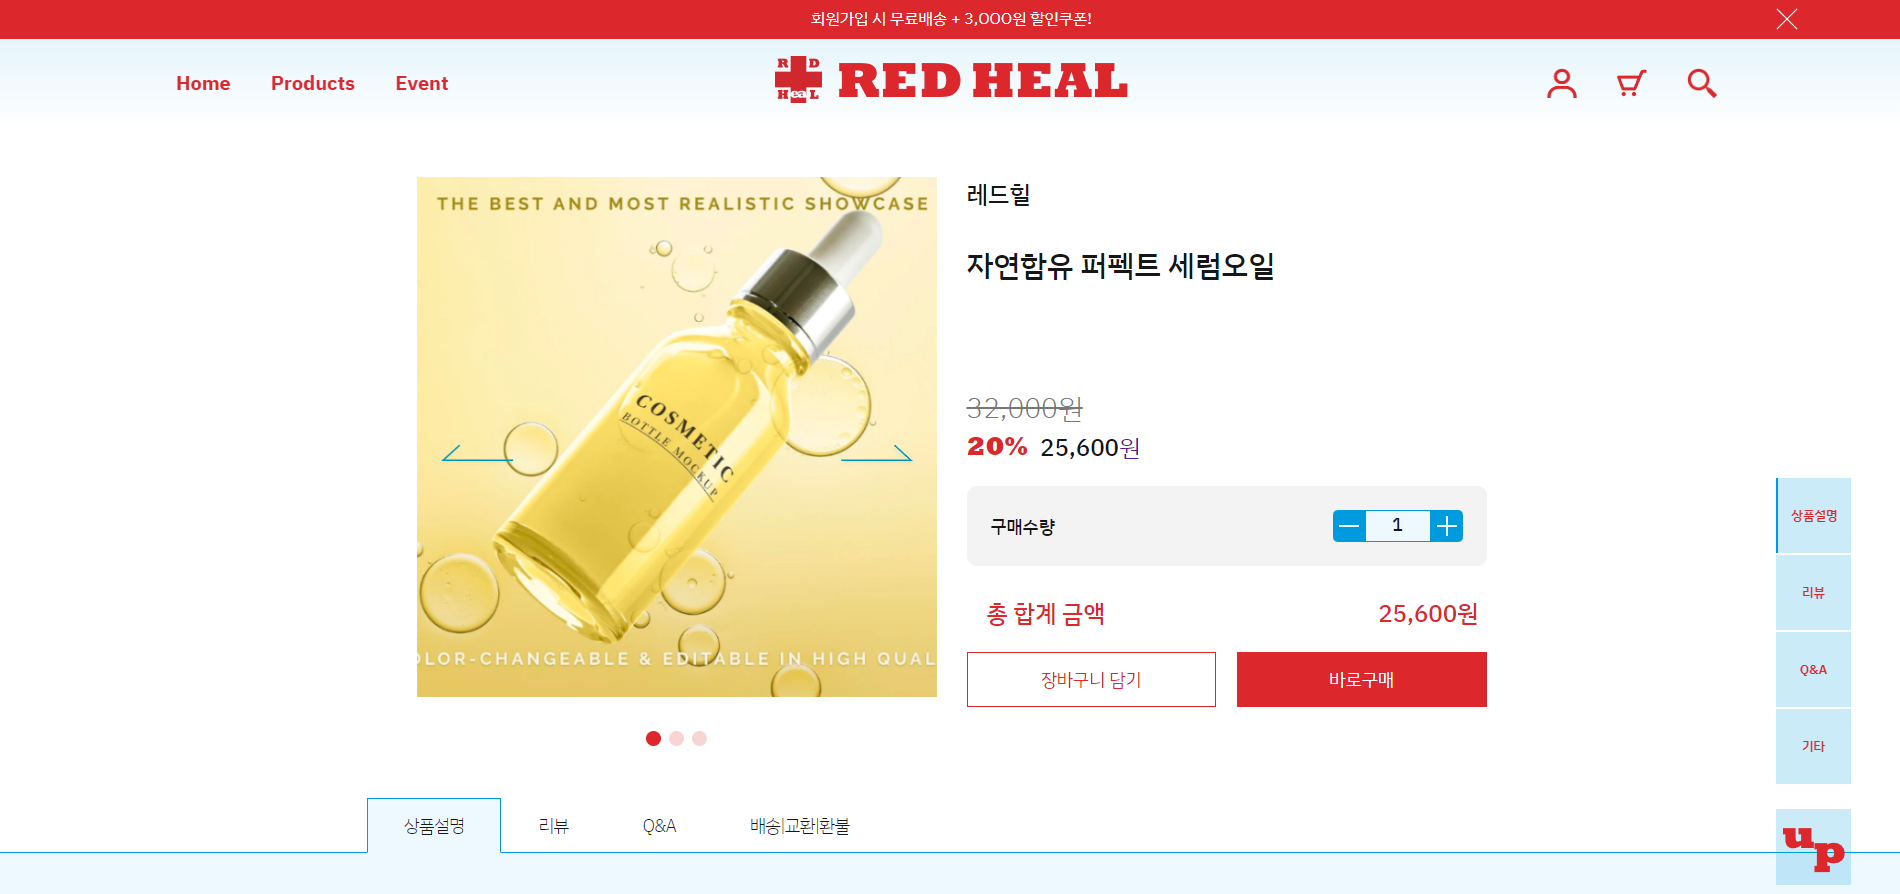 회원가입 시 무료배송 + 3,000원 할인쿠폰!
Home Products Event
R D
Heal
RED HEAL
THE BEST AND MOST REALISTIC SHOWCASE
COSMETIC
BOTTLE MOCKUP
OLOR-CHANGEABLE & EDITABLE IN HIGH QUAL
레드힐
자연함유 퍼펙트 세럼오일
32,000원
20% 25,600원
구매수량 1
총 합계 금액 25,600원
장바구니 담기 바로구매
상품설명
리뷰
Q&A
기타
up
상품설명 리뷰 Q&A 배송|교환|환불